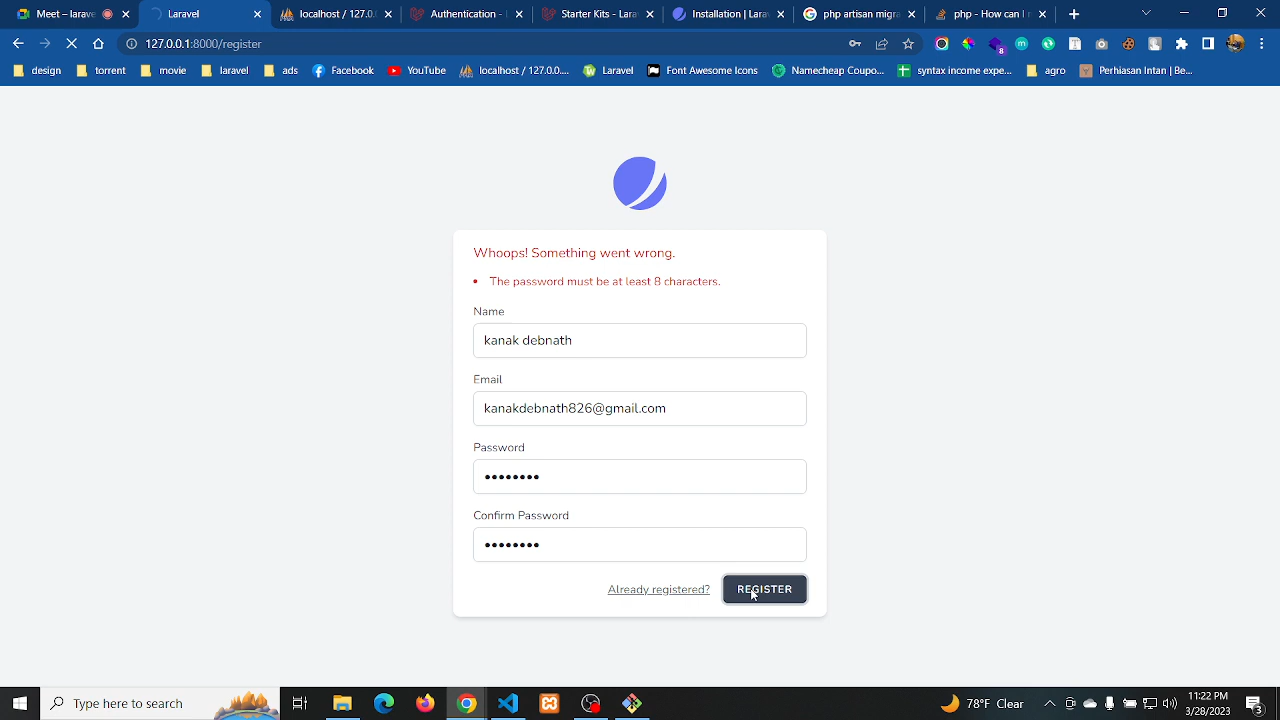 Meet - larave
Laravel
localhost / 127.0.
Authentication - L
Starter Kits - Lara
Installation | Larav
php artisan migra
php - How can I r
127.0.0.1:8000/register
design
torrent
movie
laravel
ads
Facebook
YouTube
localhost / 127.0.0....
Laravel
Font Awesome Icons
Namecheap Coupo...
syntax income expe...
agro
Perhiasan Intan | Be...
Whoops! Something went wrong.
• The password must be at least 8 characters.
Name
kanak debnath
Email
kanakdebnath826@gmail.com
Password
••••••••
Confirm Password
••••••••
Already registered?
REGISTER
Type here to search
78°F Clear
11:22 PM
3/28/2023
3